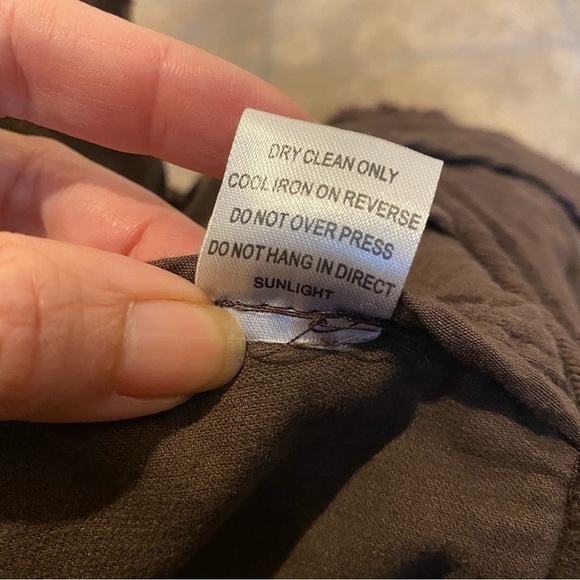 DRY CLEAN ONLY
COOL IRON ON REVERSE
DO NOT OVER PRESS
DO NOT HANG IN DIRECT
SUNLIGHT